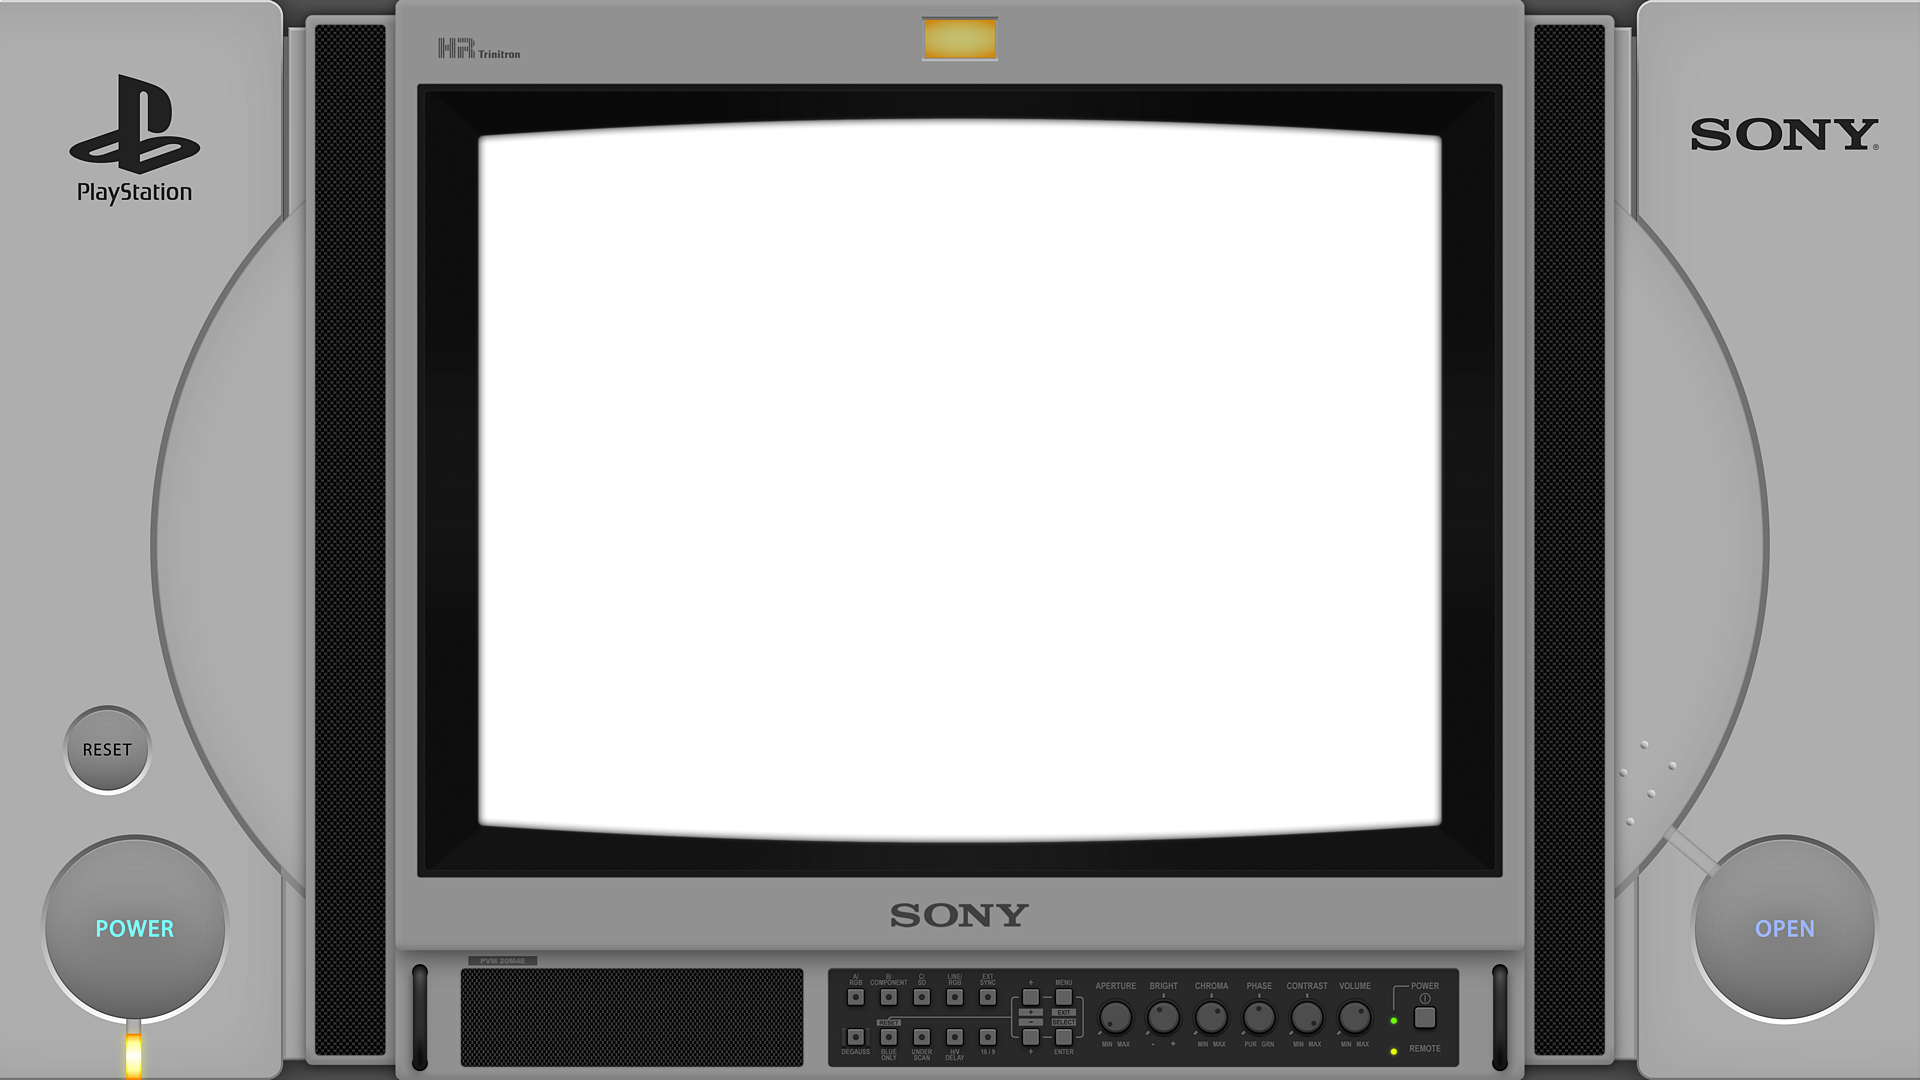 HR Trinitron
PlayStation
SONY®
RESET
POWER
OPEN
SONY
PVM 20M4E
A/
RGB
B/
COMPONENT
C/
SD
LINE/
RGB
EXT
SYNC
+
MENU
APERTURE
BRIGHT
CHROMA
PHASE
CONTRAST
VOLUME
POWER
+
EXIT
RESET
−
SELECT
DEGAUSS
BLUE
ONLY
UNDER
SCAN
H/V
DELAY
16 / 9
+
ENTER
MIN MAX
- +
MIN MAX
PUR GRN
MIN MAX
MIN MAX
REMOTE